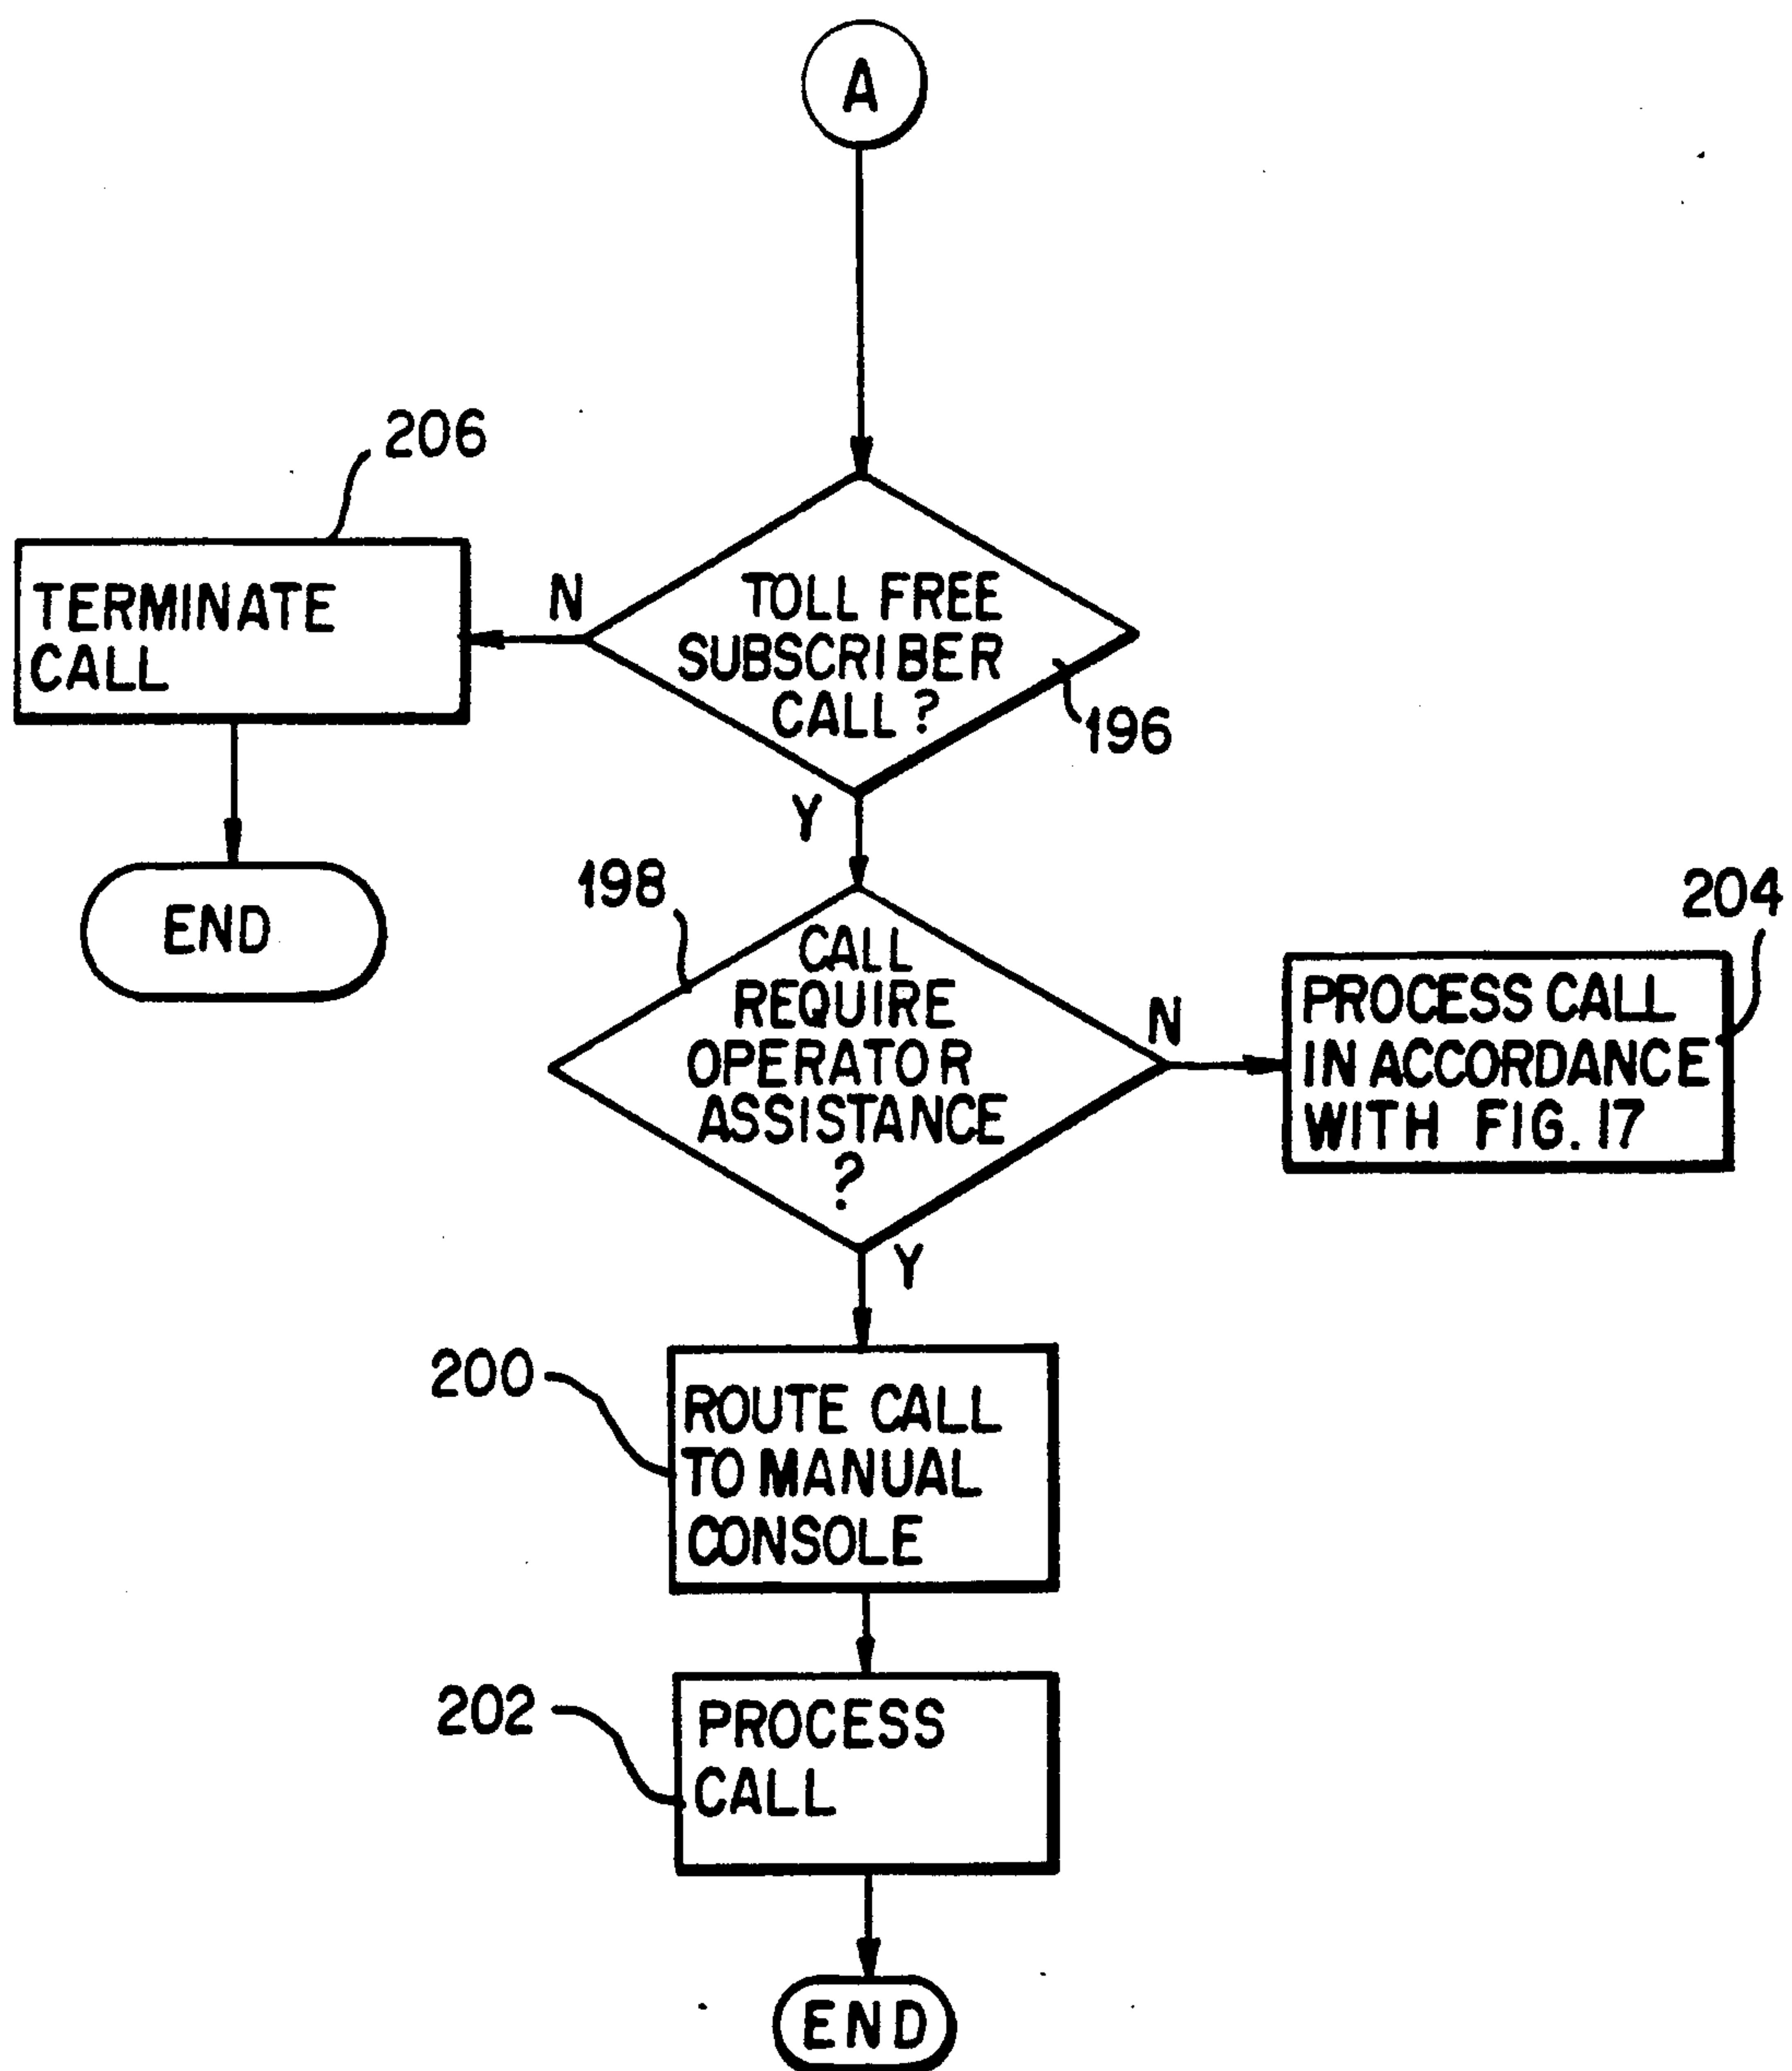 A
206
TERMINATE
CALL
N
TOLL FREE
SUBSCRIBER
CALL?
196
Y
END
198
CALL
REQUIRE
OPERATOR
ASSISTANCE
?
N
204
PROCESS CALL
IN ACCORDANCE
WITH FIG. 17
Y
200
ROUTE CALL
TO MANUAL
CONSOLE
202
PROCESS
CALL
END